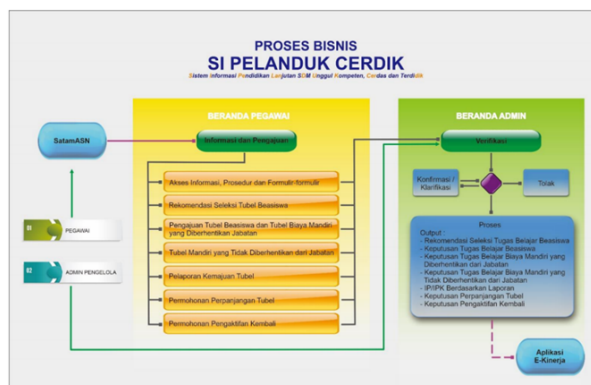 PROSES BISNIS
SI PELANDUK CERDIK
Sistem Informasi Pendidikan Lanjutan SDM Unggul Kompeten, Cerdas dan Terdidik
BERANDA PEGAWAI
BERANDA ADMIN
SatamASN
Informasi dan Pengajuan
Verifikasi
Akses Informasi, Prosedur dan Formulir-formulir
Rekomendasi Seleksi Tubel Beasiswa
Pengajuan Tubel Beasiswa dan Tubel Biaya Mandiri
yang Diberhentikan Jabatan
Tubel Mandiri yang Tidak Diberhentikan dari Jabatan
Pelaporan Kemajuan Tubel
Permohonan Perpanjangan Tubel
Permohonan Pengaktifan Kembali
01
PEGAWAI
02
ADMIN PENGELOLA
Konfirmasi /
Klarifikasi
Tolak
Proses
Output :
- Rekomendasi Seleksi Tugas Belajar Beasiswa
- Keputusan Tugas Belajar Beasiswa
- Keputusan Tugas Belajar Biaya Mandiri yang
Diberhentikan dari Jabatan
- Keputusan Tugas Belajar Biaya Mandiri yang
Tidak Diberhentikan dari Jabatan
- IP/IPK Berdasarkan Laporan
- Keputusan Perpanjangan Tubel
- Keputusan Pengaktifan Kembali
Aplikasi
E-Kinerja